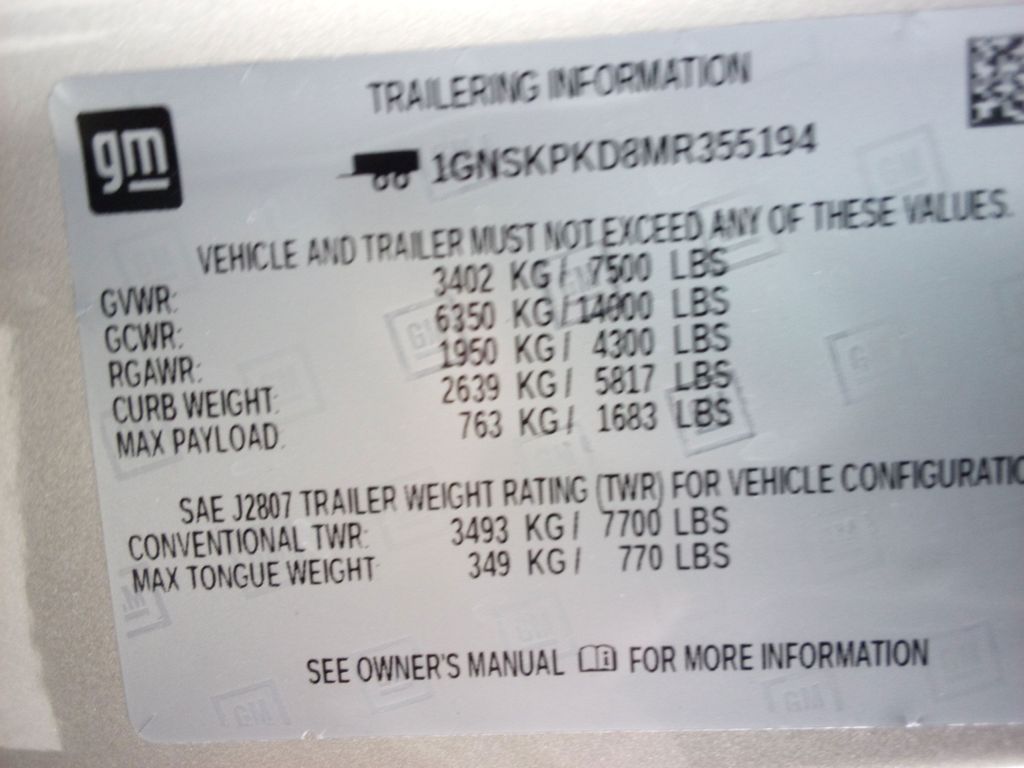 gm
TRAILERING INFORMATION
1GNSKPKD8MR355194
VEHICLE AND TRAILER MUST NOT EXCEED ANY OF THESE VALUES.
GVWR: 3402 KG / 7500 LBS
GCWR: 6350 KG /14000 LBS
RGAWR: 1950 KG / 4300 LBS
CURB WEIGHT: 2639 KG / 5817 LBS
MAX PAYLOAD: 763 KG / 1683 LBS
SAE J2807 TRAILER WEIGHT RATING (TWR) FOR VEHICLE CONFIGURATIO
CONVENTIONAL TWR: 3493 KG / 7700 LBS
MAX TONGUE WEIGHT 349 KG / 770 LBS
SEE OWNER'S MANUAL FOR MORE INFORMATION